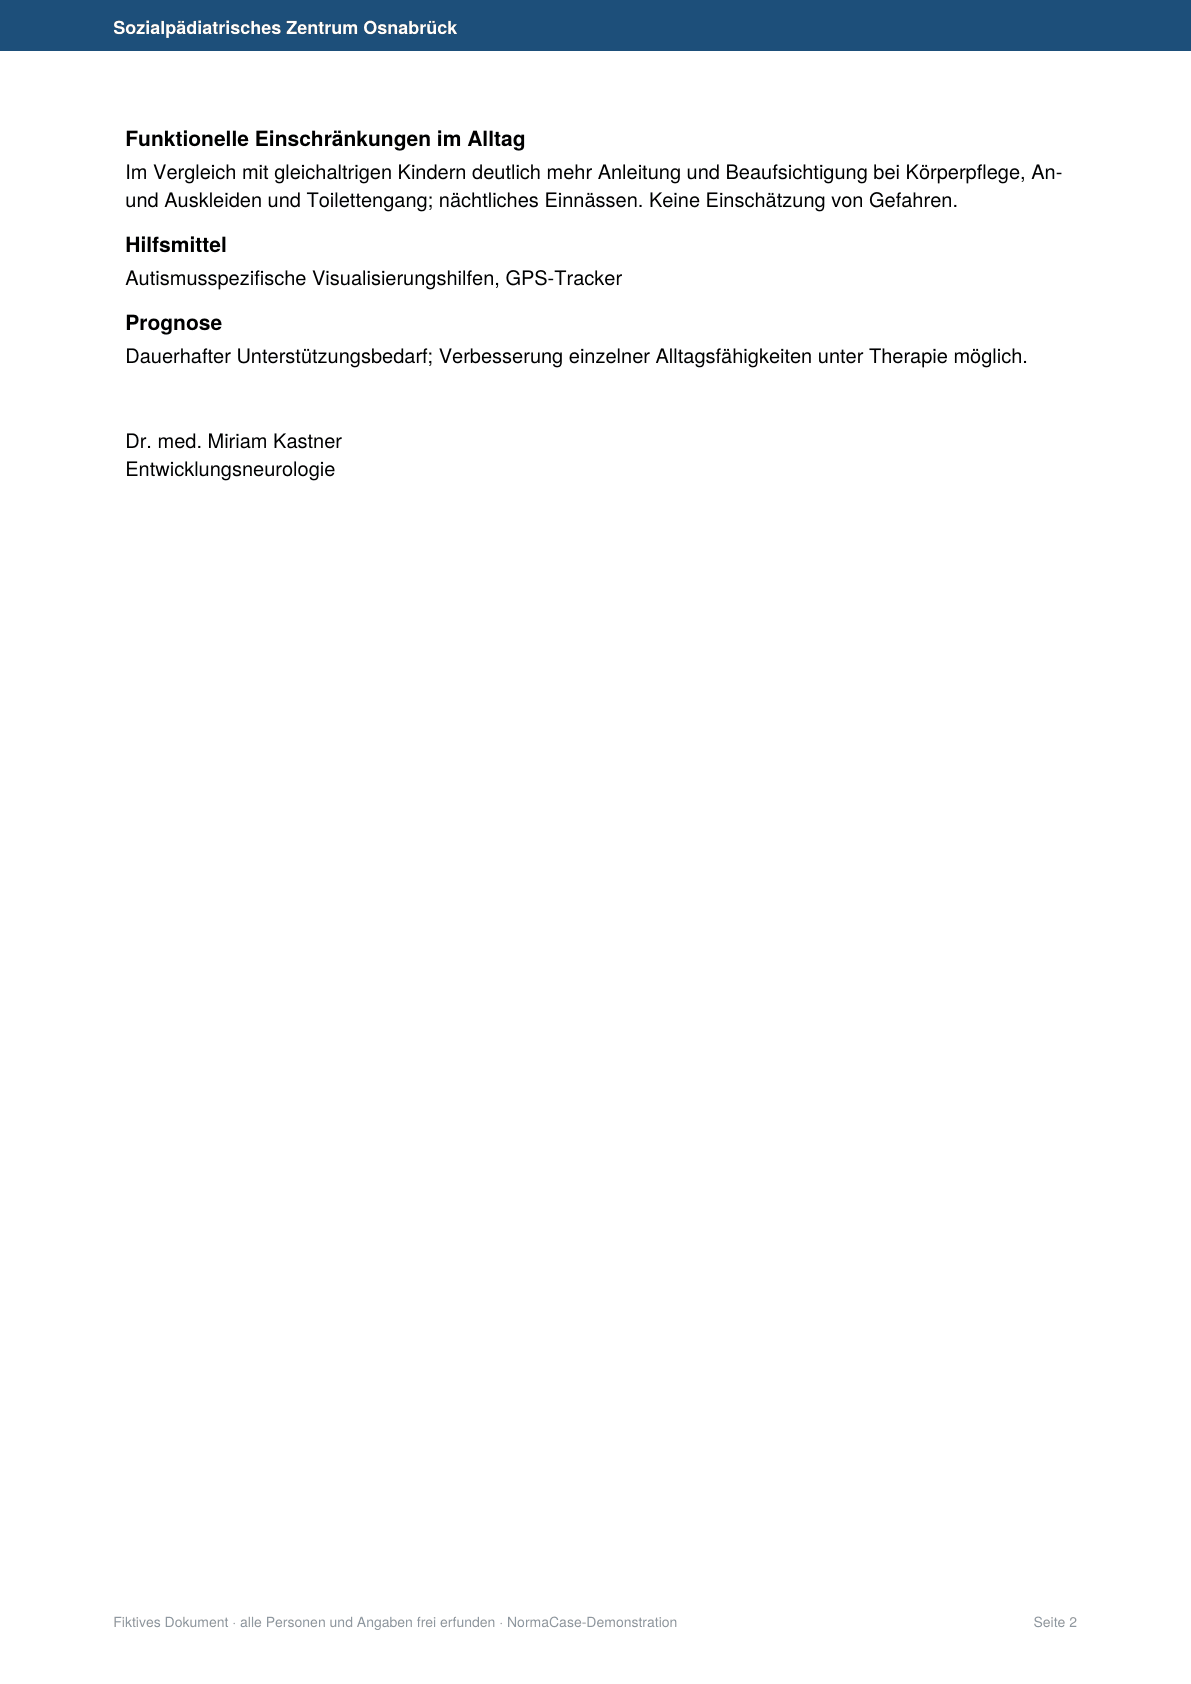 Sozialpädiatrisches Zentrum Osnabrück
Funktionelle Einschränkungen im Alltag
Im Vergleich mit gleichaltrigen Kindern deutlich mehr Anleitung und Beaufsichtigung bei Körperpflege, An-
und Auskleiden und Toilettengang; nächtliches Einnässen. Keine Einschätzung von Gefahren.
Hilfsmittel
Autismusspezifische Visualisierungshilfen, GPS-Tracker
Prognose
Dauerhafter Unterstützungsbedarf; Verbesserung einzelner Alltagsfähigkeiten unter Therapie möglich.
Dr. med. Miriam Kastner
Entwicklungsneurologie
Fiktives Dokument · alle Personen und Angaben frei erfunden · NormaCase-Demonstration Seite 2